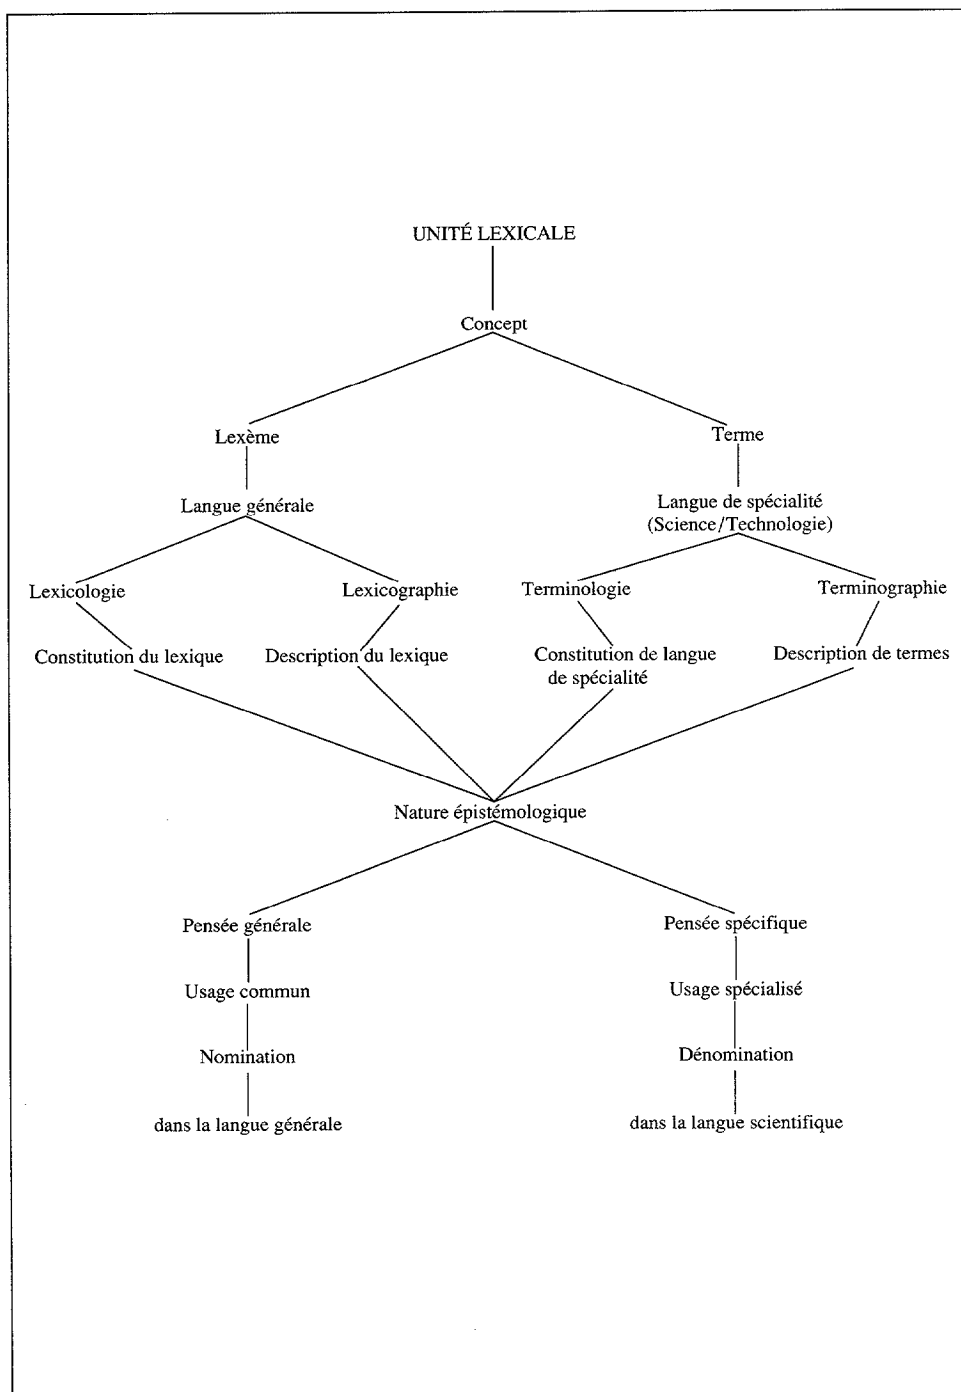 UNITÉ LEXICALE
Concept
Lexème
Terme
Langue générale
Langue de spécialité
(Science/Technologie)
Lexicologie
Lexicographie
Terminologie
Terminographie
Constitution du lexique
Description du lexique
Constitution de langue
de spécialité
Description de termes
Nature épistémologique
Pensée générale
Pensée spécifique
Usage commun
Usage spécialisé
Nomination
Dénomination
dans la langue générale
dans la langue scientifique